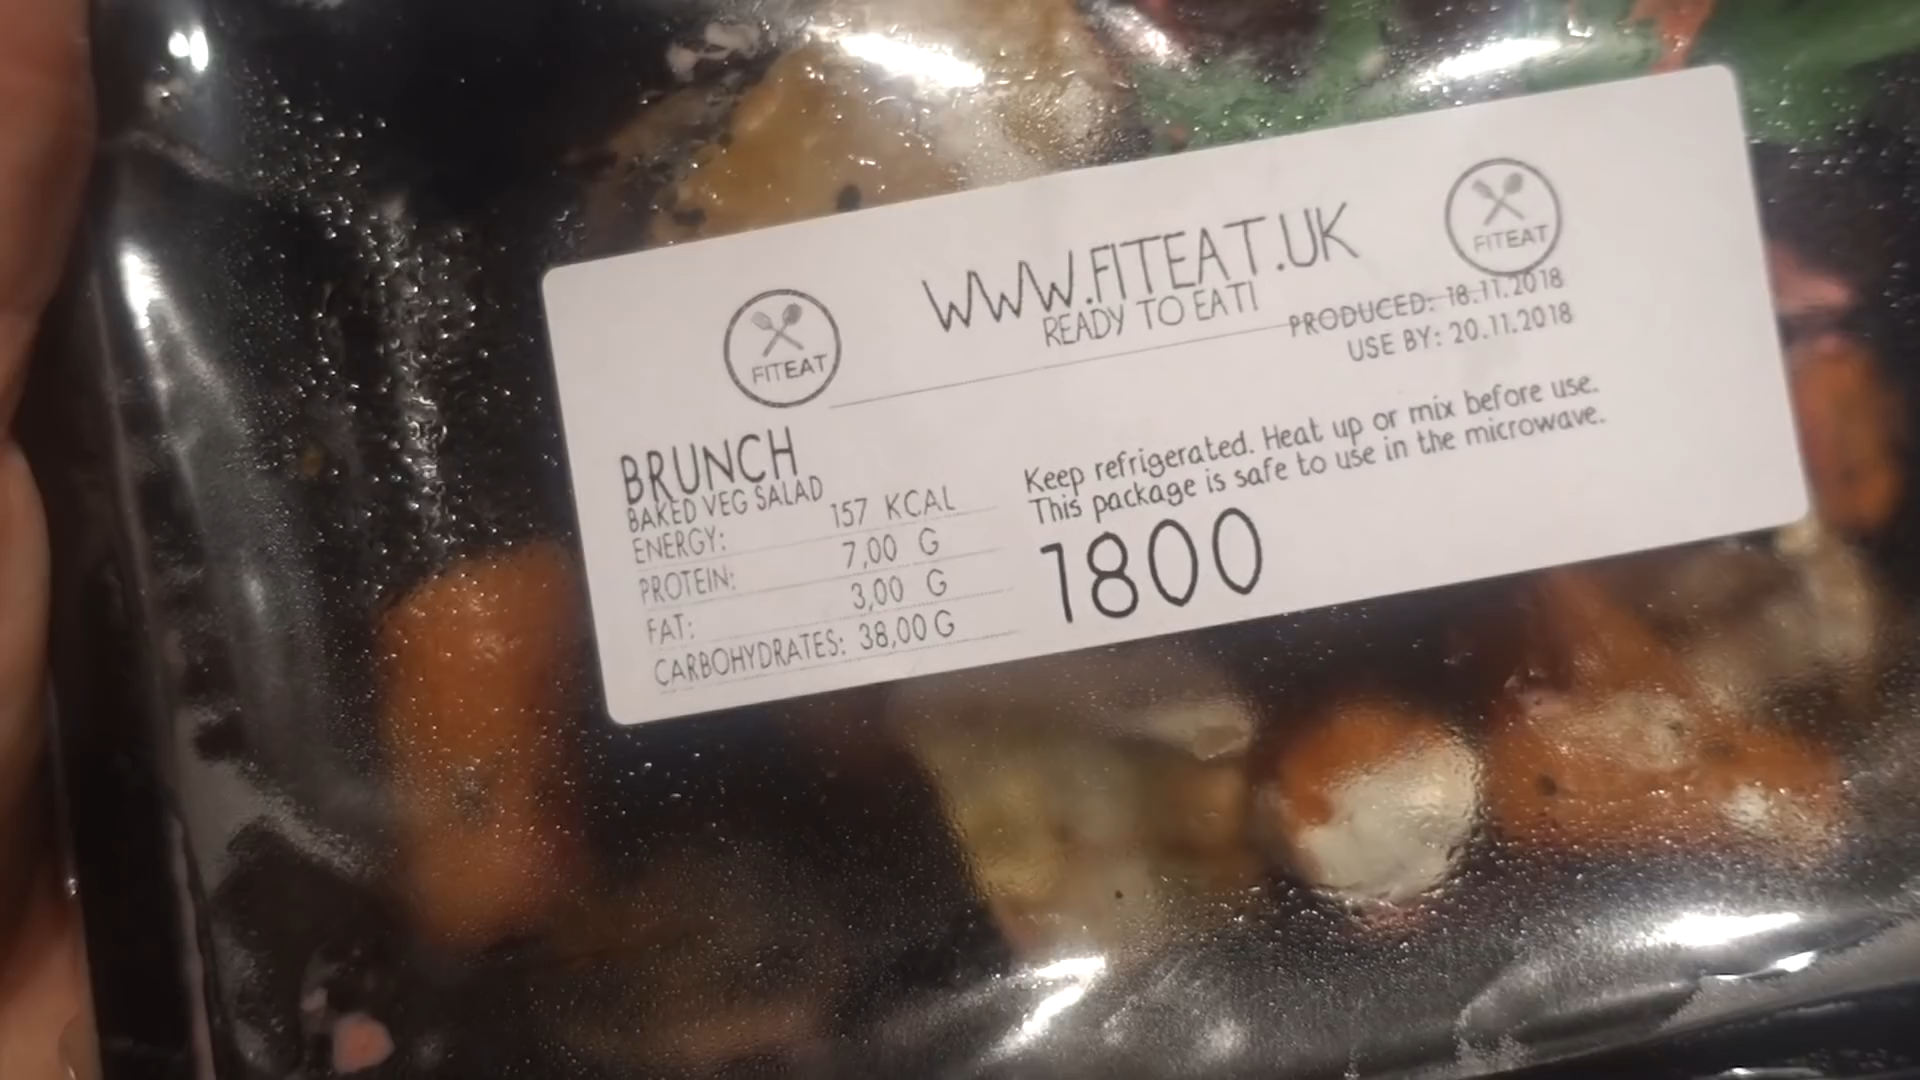 WWW.FITEAT.UK
READY TO EAT!
FITEAT
FITEAT
PRODUCED: 18.11.2018
USE BY: 20.11.2018
BRUNCH
BAKED VEG SALAD
ENERGY: 157 KCAL
PROTEIN: 7,00 G
FAT: 3,00 G
CARBOHYDRATES: 38,00 G
Keep refrigerated. Heat up or mix before use.
This package is safe to use in the microwave.
1800